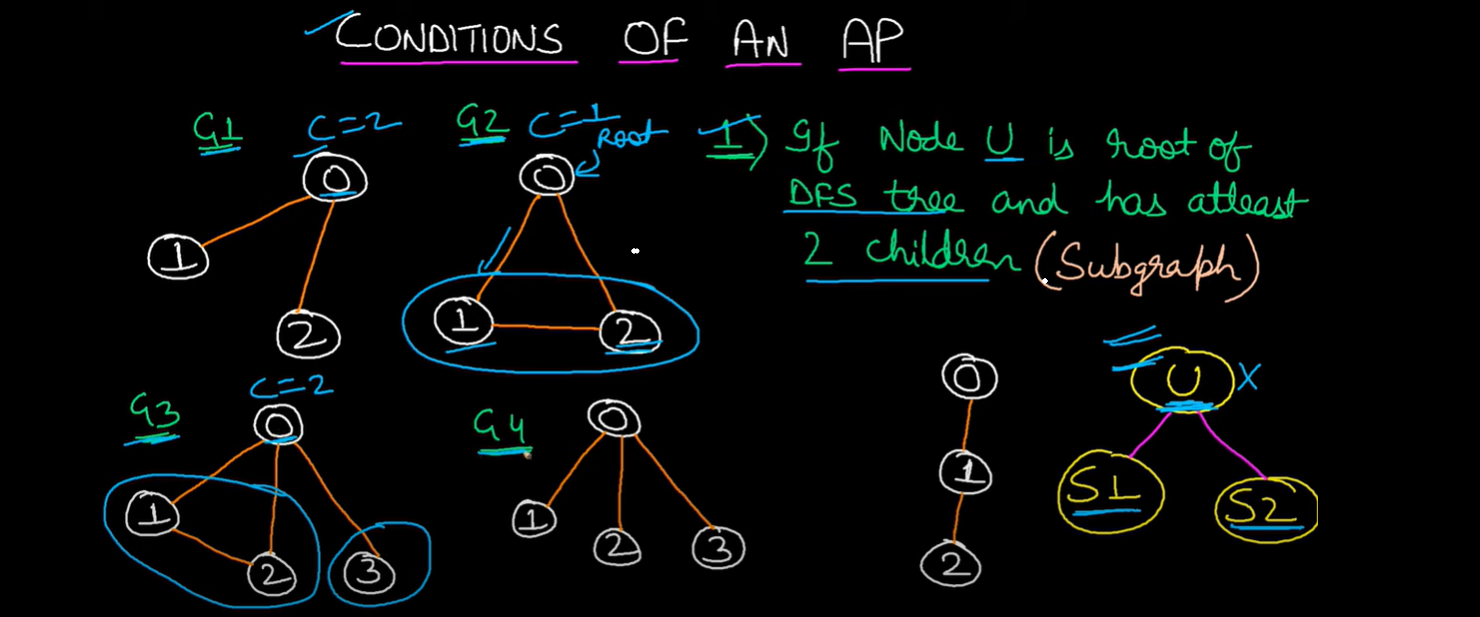 CONDITIONS OF AN AP
G1 C=2
0
1
2
G2 C=1
Root
0
1
2
1) If Node U is root of
DFS tree and has atleast
2 children (Subgraph)
G3 C=2
0
1
2
3
G4
0
1
2
3
0
1
2
U X
S1 S2